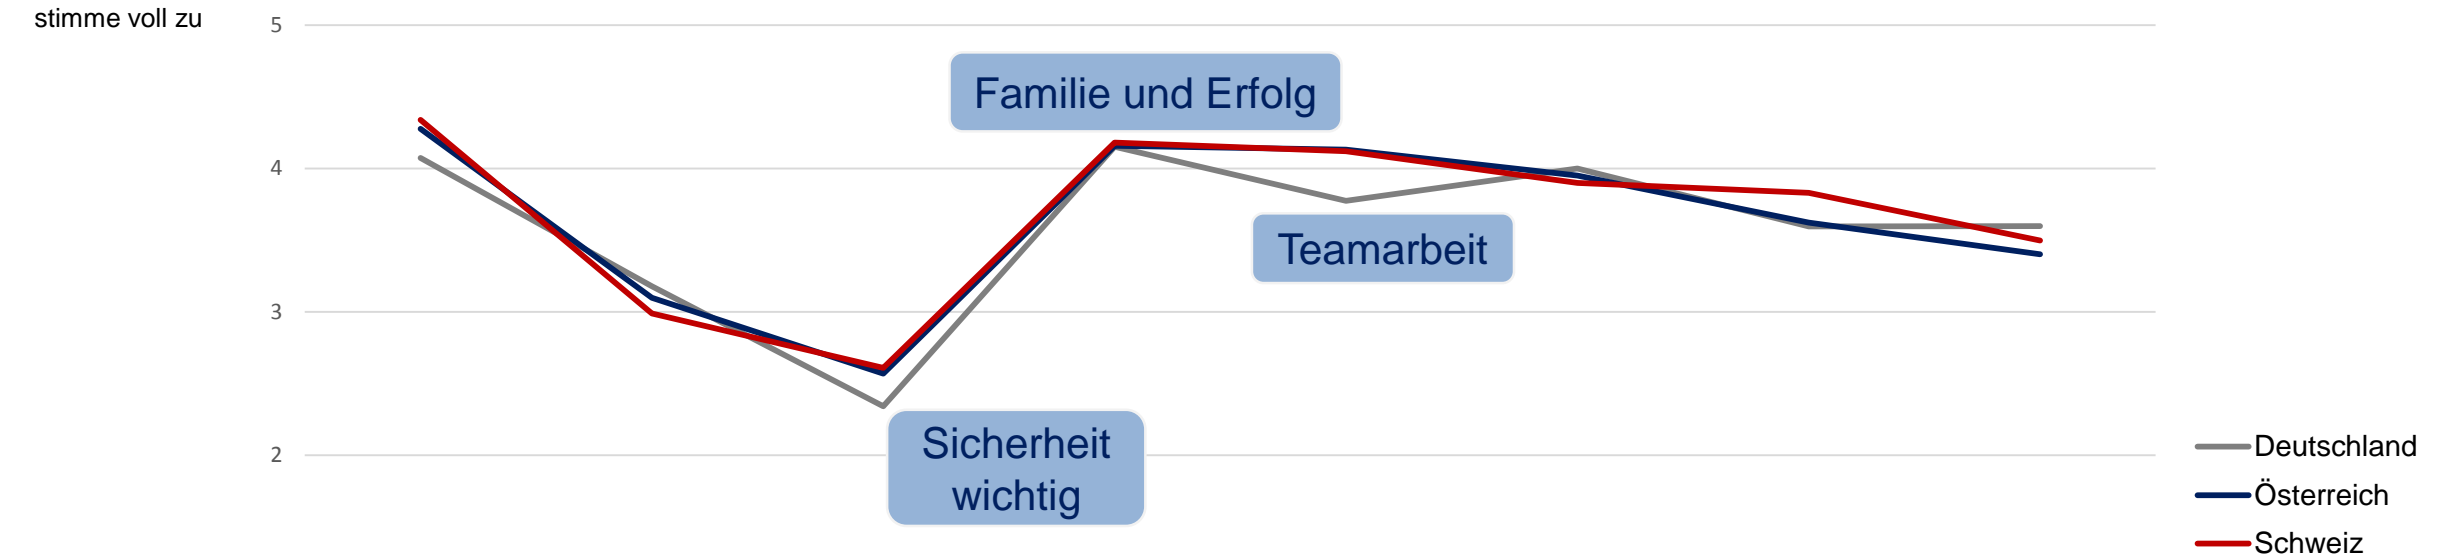 stimme voll zu
5
Familie und Erfolg
4
Teamarbeit
3
Sicherheit
wichtig
2
Deutschland
Österreich
Schweiz